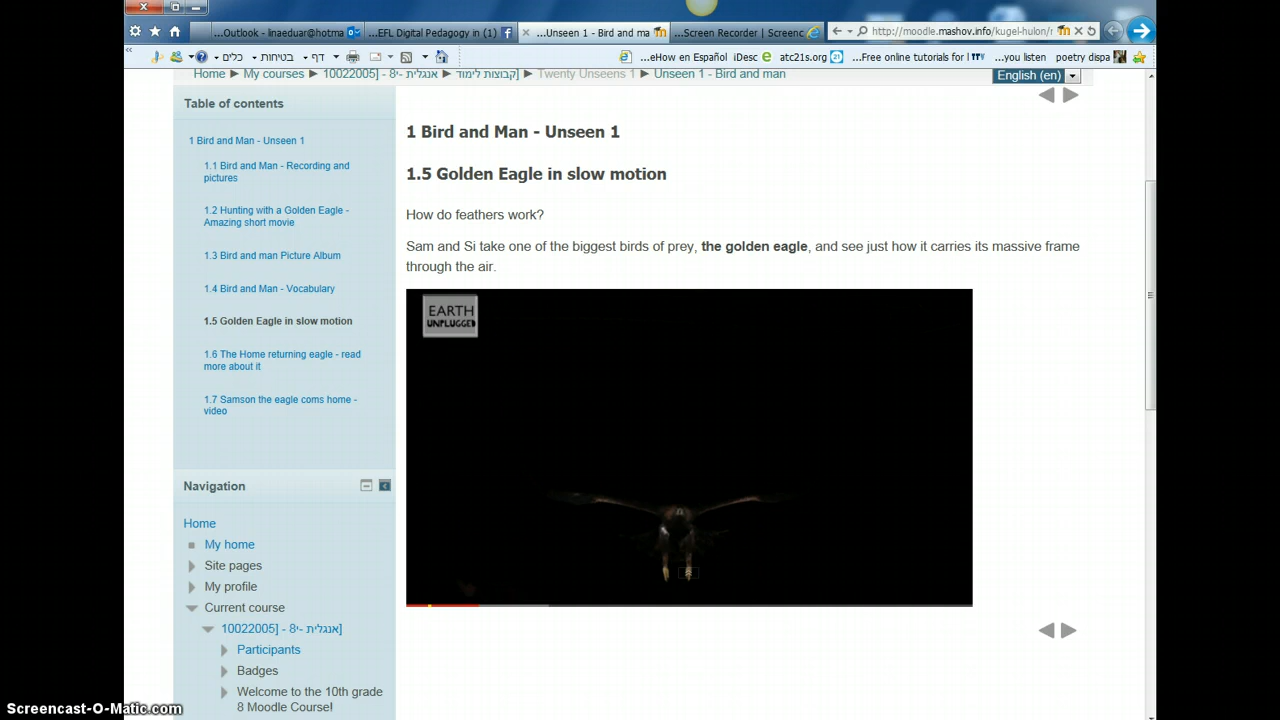 ...Outlook - linaeduar@hotma
...EFL Digital Pedagogy in (1)
...Unseen 1 - Bird and ma
...Screen Recorder | Screenc
http://moodle.mashov.info/kugel-hulon/r
דף
בטיחות
כלים
...eHow en Español
iDesc
atc21s.org
...Free online tutorials for l
...you listen
poetry dispa
Home ► My courses ► 10022005] - אנגלית -י8 ► [קבוצות לימוד ► Twenty Unseens 1 ► Unseen 1 - Bird and man
English (en)
Table of contents
1 Bird and Man - Unseen 1
1.1 Bird and Man - Recording and
pictures
1.2 Hunting with a Golden Eagle -
Amazing short movie
1.3 Bird and man Picture Album
1.4 Bird and Man - Vocabulary
1.5 Golden Eagle in slow motion
1.6 The Home returning eagle - read
more about it
1.7 Samson the eagle coms home -
video
1 Bird and Man - Unseen 1
1.5 Golden Eagle in slow motion
How do feathers work?
Sam and Si take one of the biggest birds of prey, the golden eagle, and see just how it carries its massive frame
through the air.
EARTH
UNPLUGGED
Navigation
Home
My home
Site pages
My profile
Current course
10022005] - אנגלית -י8]
Participants
Badges
Welcome to the 10th grade
8 Moodle Course!
Screencast-O-Matic.com